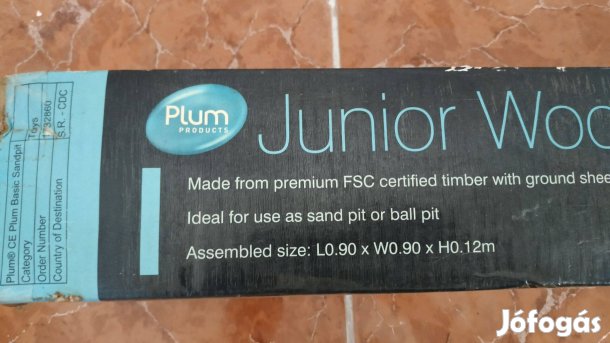 Plum® CE Plum Basic Sandpit
Category Toys
Order Number 1732860
Country of Destination S.R. - CDC
Plum
PRODUCTS
Junior Woo
Made from premium FSC certified timber with ground shee
Ideal for use as sand pit or ball pit
Assembled size: L0.90 x W0.90 x H0.12m
Jófogás